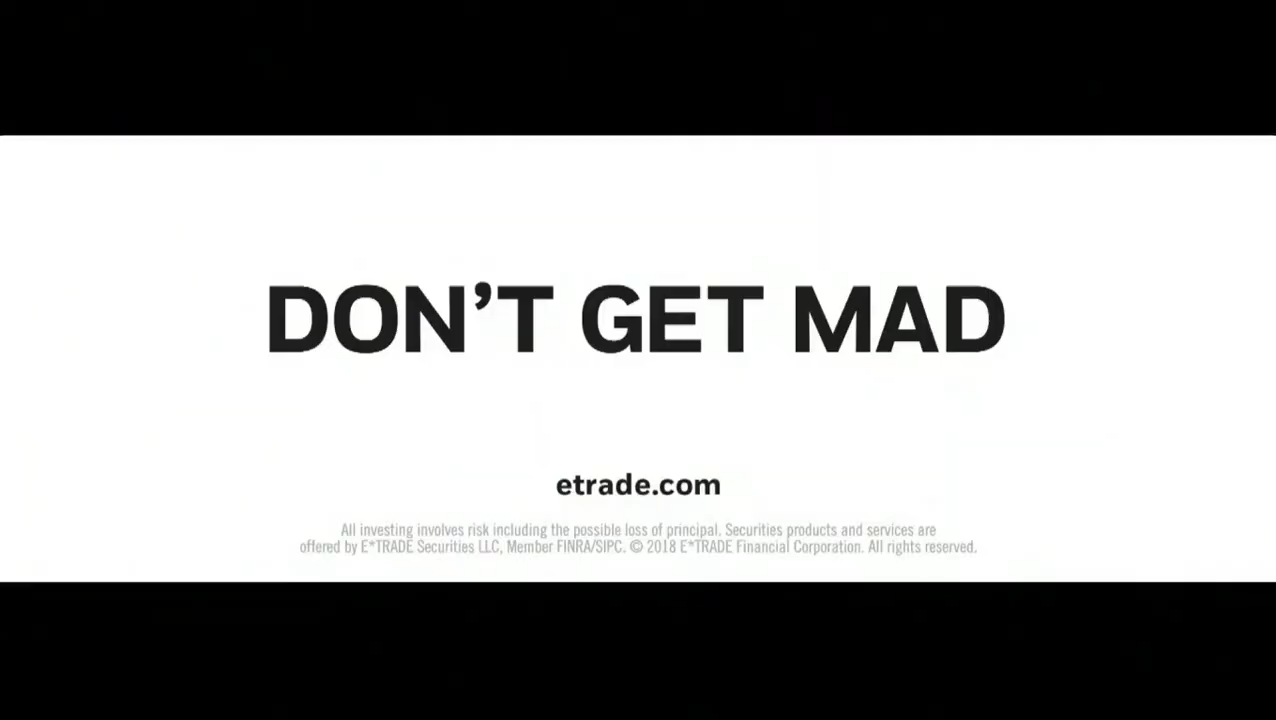 DON’T GET MAD
etrade.com
All investing involves risk including the possible loss of principal. Securities products and services are
offered by E*TRADE Securities LLC, Member FINRA/SIPC. © 2018 E*TRADE Financial Corporation. All rights reserved.